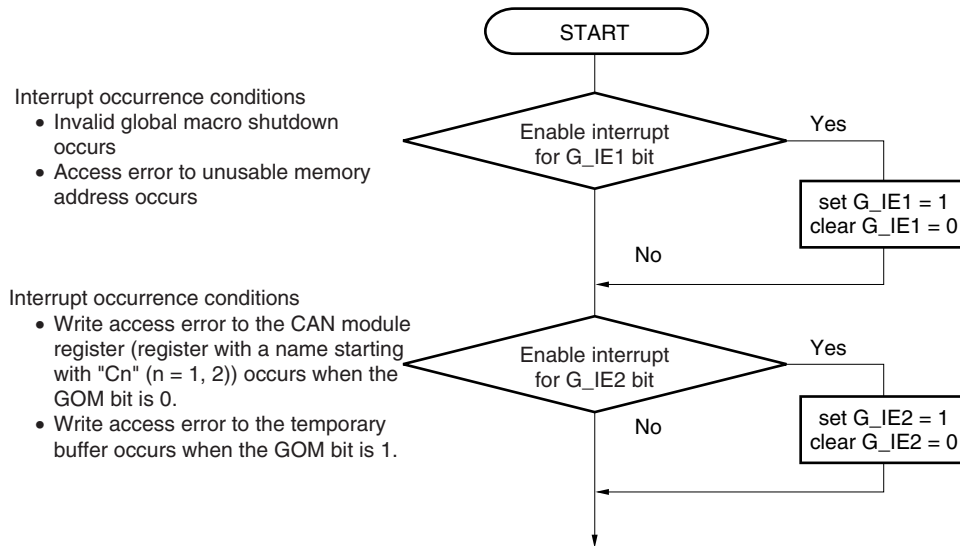 START
Interrupt occurrence conditions
• Invalid global macro shutdown
occurs
• Access error to unusable memory
address occurs
Enable interrupt
for G_IE1 bit
Yes
set G_IE1 = 1
clear G_IE1 = 0
No
Interrupt occurrence conditions
• Write access error to the CAN module
register (register with a name starting
with "Cn" (n = 1, 2)) occurs when the
GOM bit is 0.
• Write access error to the temporary
buffer occurs when the GOM bit is 1.
Enable interrupt
for G_IE2 bit
Yes
set G_IE2 = 1
clear G_IE2 = 0
No